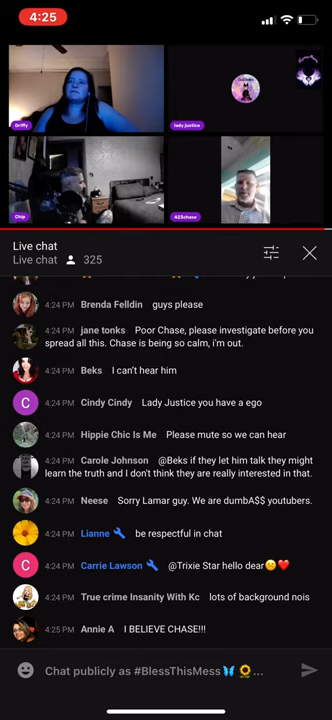 4:25
Griffy
lady justice
Chip
423chase
Live chat
Live chat 325
4:24 PM Brenda Felldin guys please
4:24 PM jane tonks Poor Chase, please investigate before you
spread all this. Chase is being so calm, i'm out.
4:24 PM Beks I can't hear him
C 4:24 PM Cindy Cindy Lady Justice you have a ego
4:24 PM Hippie Chic Is Me Please mute so we can hear
4:24 PM Carole Johnson @Beks if they let him talk they might
learn the truth and I don't think they are really interested in that.
4:24 PM Neese Sorry Lamar guy. We are dumbA$$ youtubers.
4:24 PM Lianne be respectful in chat
C 4:24 PM Carrie Lawson @Trixie Star hello dear😕❤️
4:24 PM True crime Insanity With Kc lots of background nois
4:25 PM Annie A I BELIEVE CHASE!!!
Chat publicly as #BlessThisMess🦋🌻...